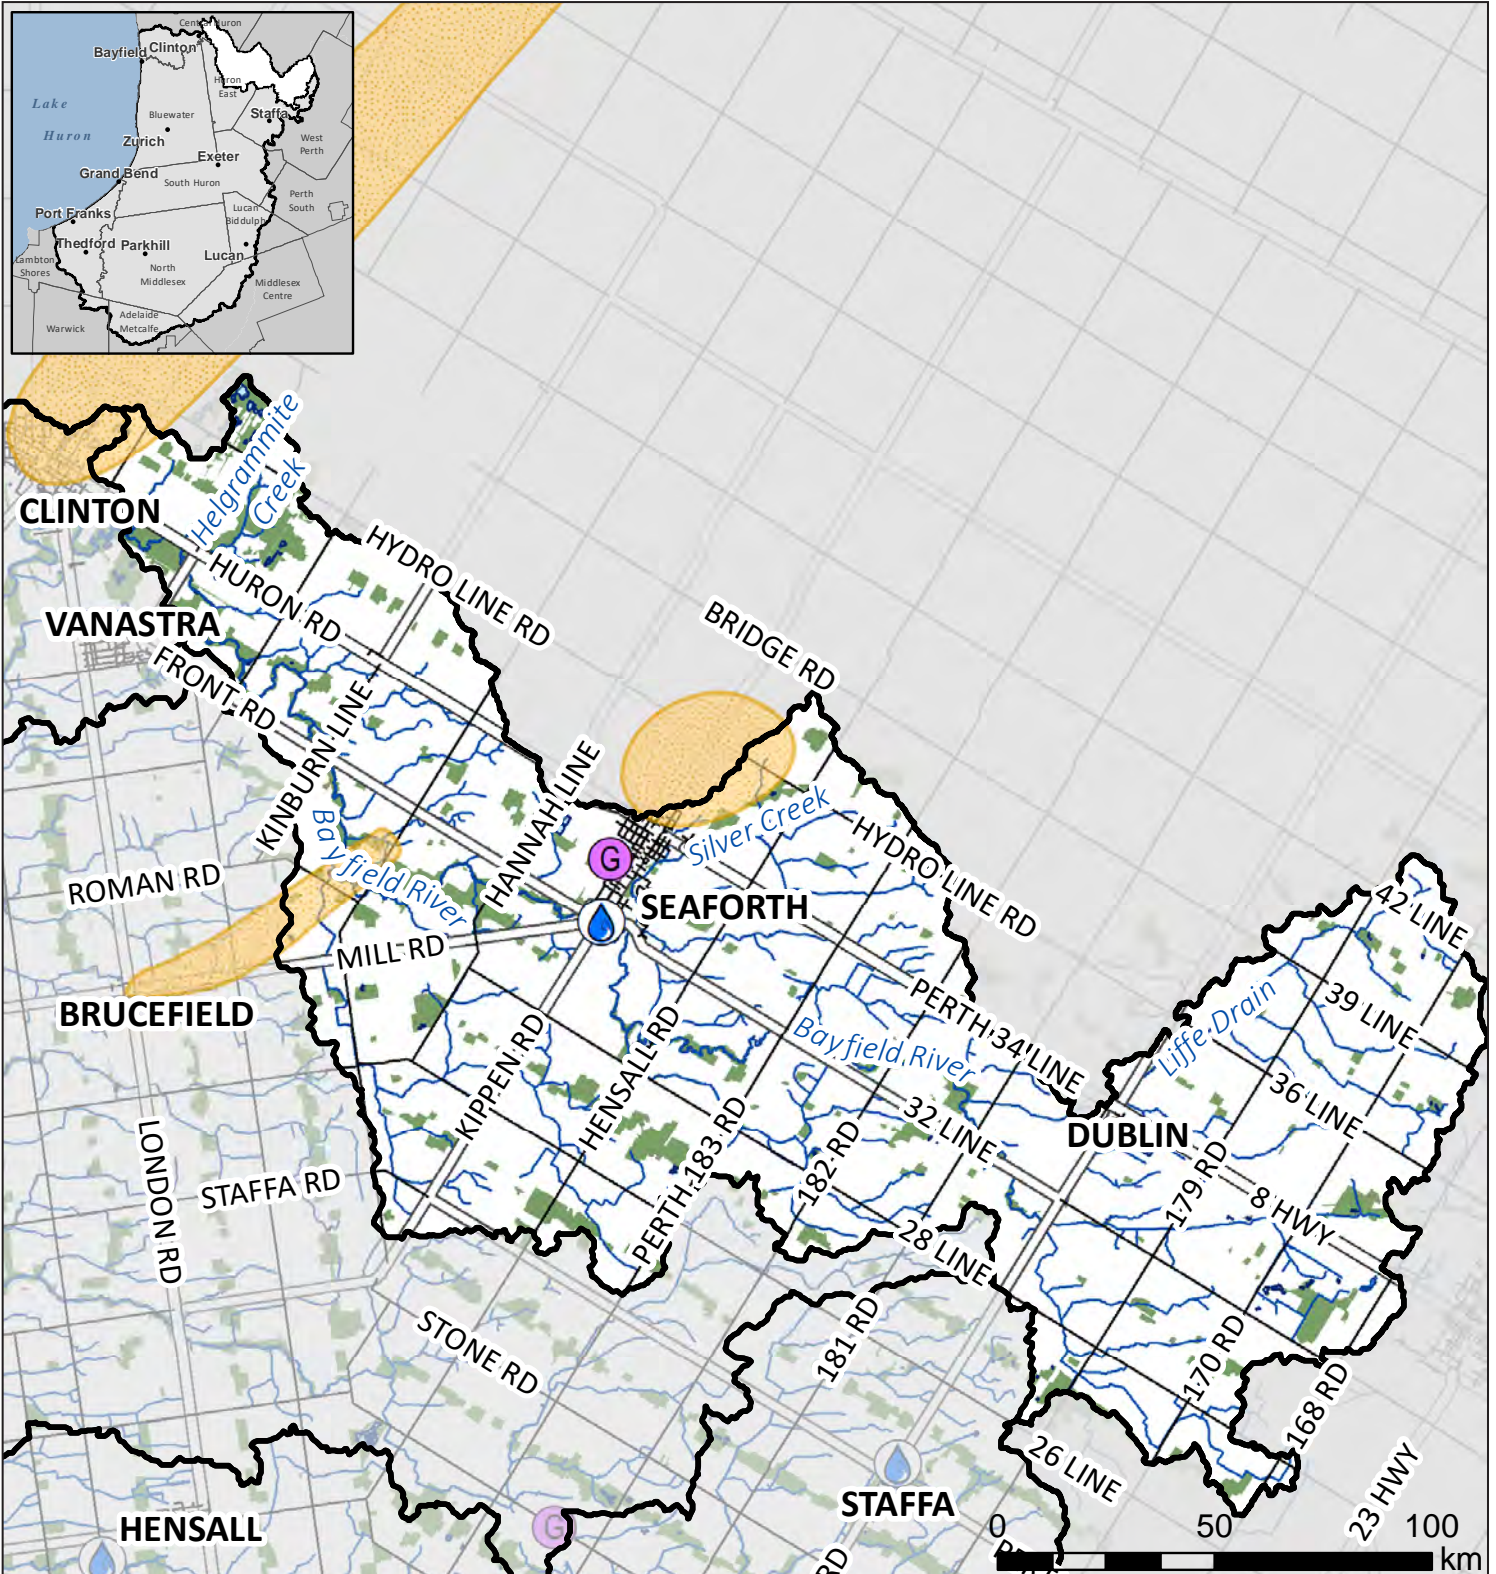 Central Huron
Bayfield
Clinton
Huron
East
Lake
Huron
Bluewater
Staffa
Zurich
West
Perth
Exeter
Grand Bend
South Huron
Perth
South
Port Franks
Lucan
Biddulph
Thedford
Parkhill
Lucan
Lambton
Shores
North
Middlesex
Middlesex
Centre
Adelaide
Metcalfe
Warwick
Helgrammite
Creek
CLINTON
HYDRO LINE RD
HURON RD
VANASTRA
BRIDGE RD
FRONT RD
KINBURN LINE
HANNAH LINE
Bayfield River
Silver Creek
HYDRO LINE RD
G
ROMAN RD
SEAFORTH
42 LINE
MILL RD
BRUCEFIELD
39 LINE
PERTH 34 LINE
Liffe Drain
Bayfield River
KIPPEN RD
HENSALL RD
36 LINE
32 LINE
DUBLIN
LONDON RD
STAFFA RD
PERTH 183 RD
182 RD
179 RD
8 HWY
28 LINE
STONE RD
181 RD
170 RD
168 RD
26 LINE
23 HWY
STAFFA
HENSALL
G
RD
0 50 100
km